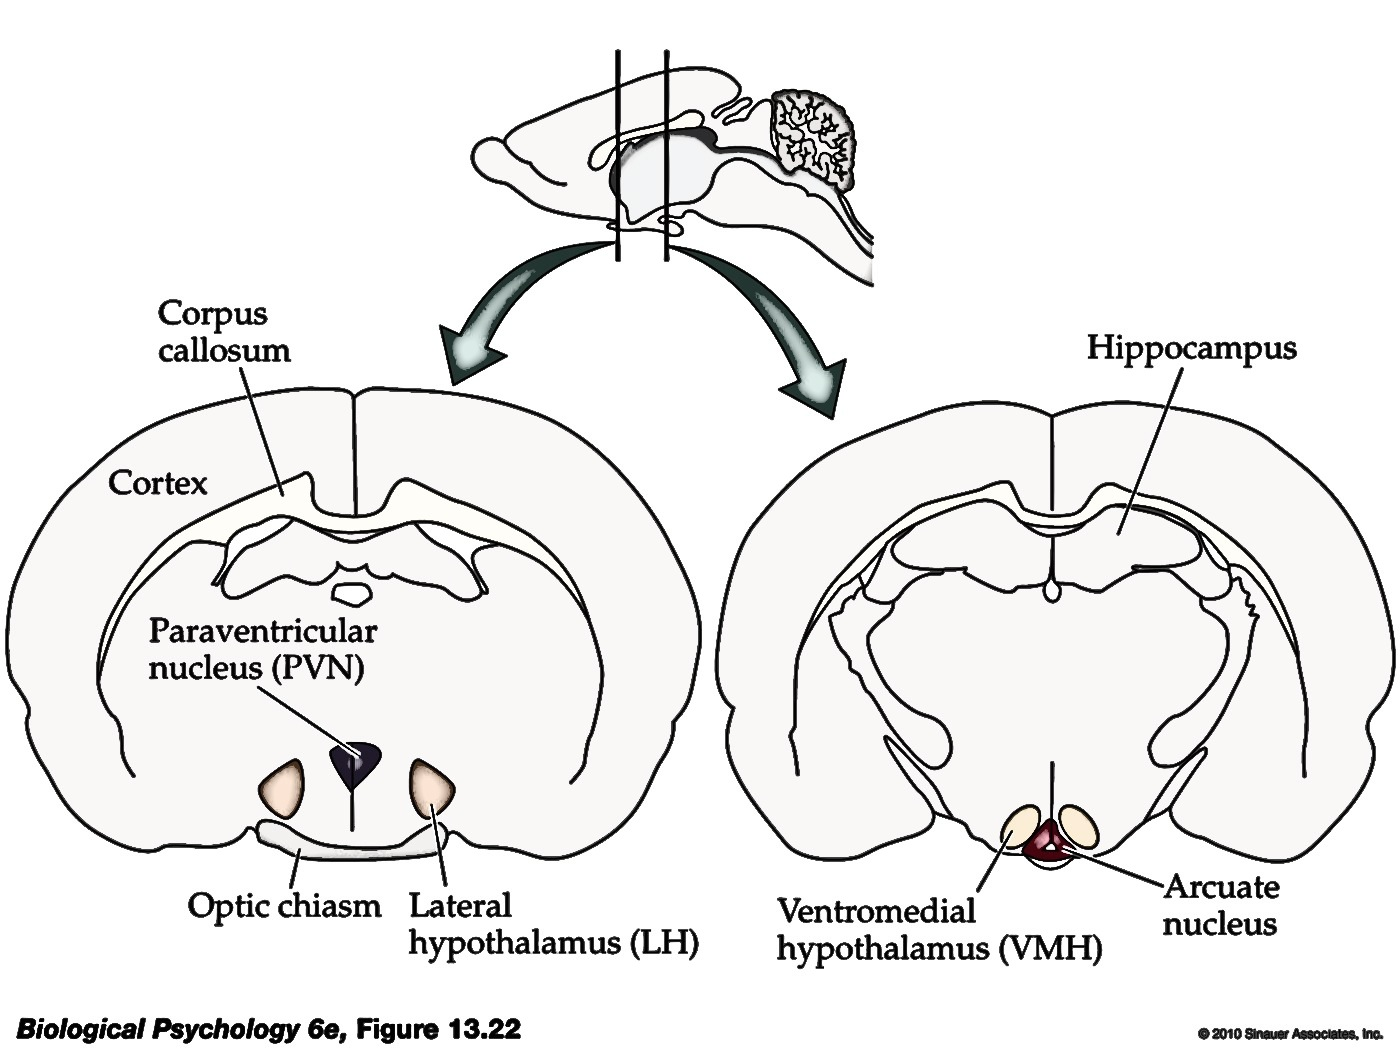 Corpus
callosum
Hippocampus
Cortex
Paraventricular
nucleus (PVN)
Optic chiasm
Lateral
hypothalamus (LH)
Ventromedial
hypothalamus (VMH)
Arcuate
nucleus
Biological Psychology 6e, Figure 13.22
© 2010 Sinauer Associates, Inc.